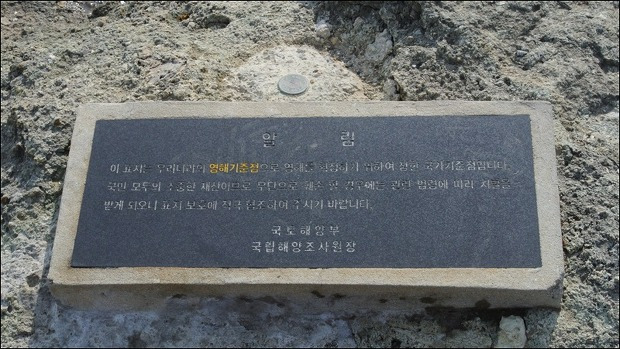 알 림
이 표지는 우리나라의 영해기준점으로 영해를 결정하기 위하여 정한 국가기준점입니다.
국민 모두의 소중한 재산이므로 무단으로 훼손 할 경우에는 관련 법령에 따라 처벌을
받게 되오니 표지 보호에 적극 협조하여 주시기 바랍니다.
국토해양부
국립해양조사원장